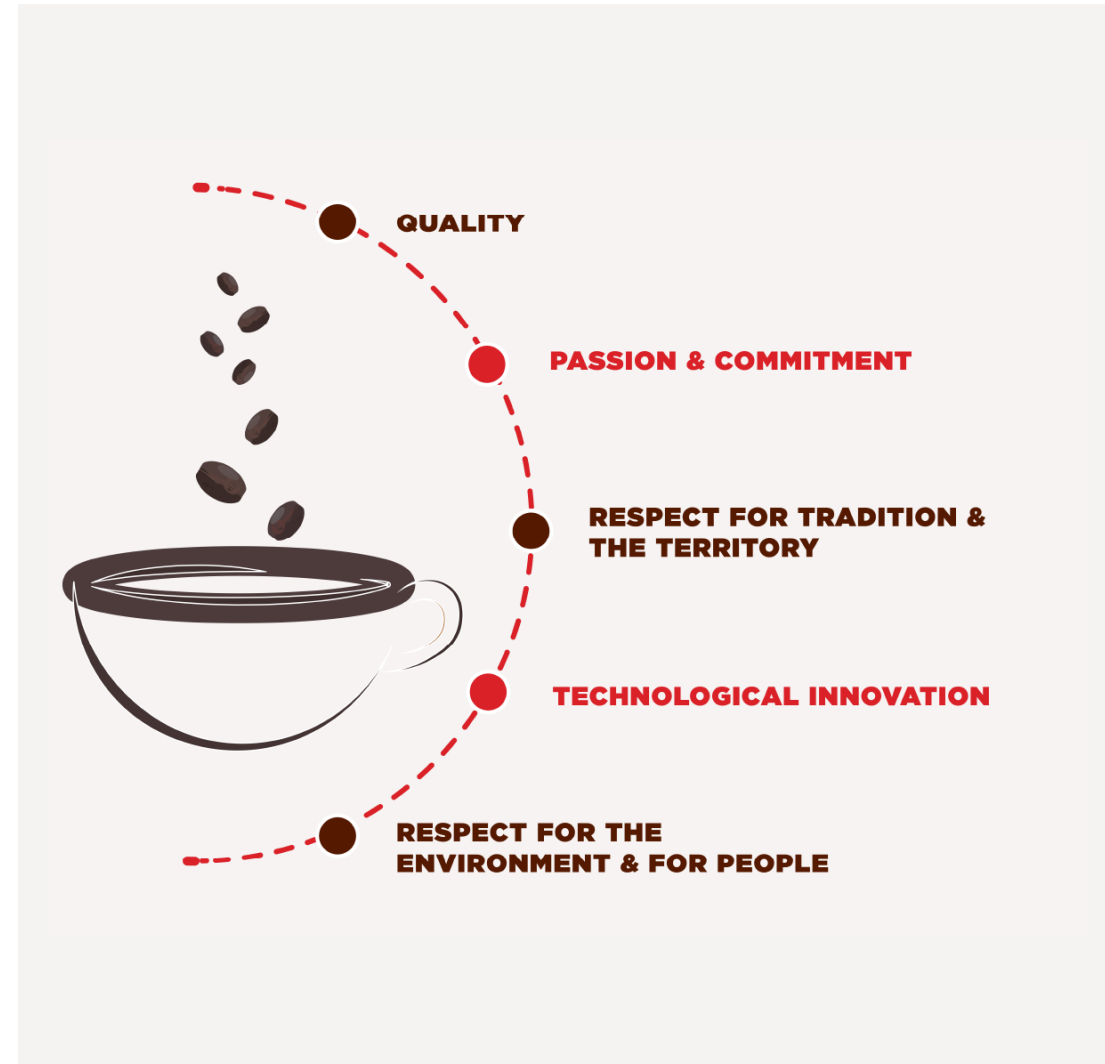 QUALITY
PASSION & COMMITMENT
RESPECT FOR TRADITION &
THE TERRITORY
TECHNOLOGICAL INNOVATION
RESPECT FOR THE
ENVIRONMENT & FOR PEOPLE